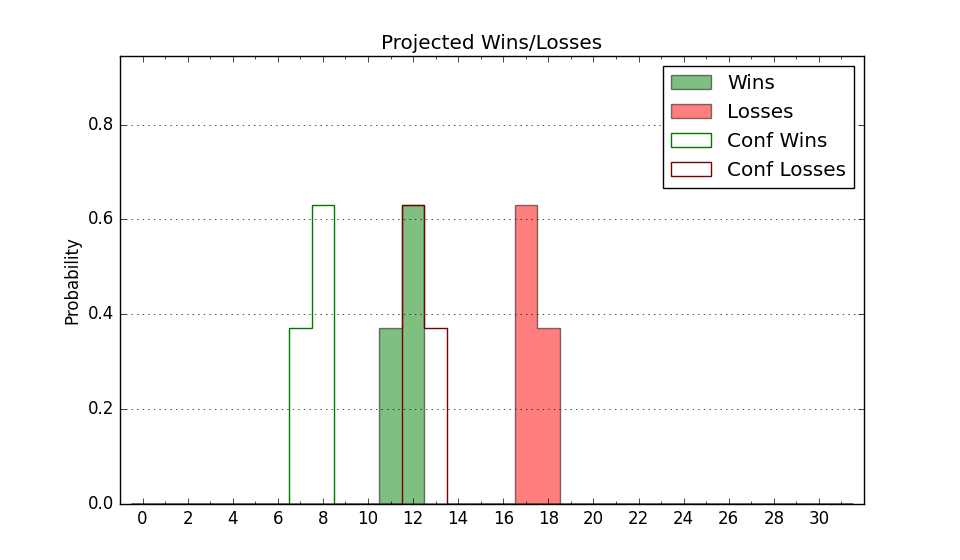 Projected Wins/Losses
Wins
Losses
Conf Wins
Conf Losses
Probability
0.8
0.6
0.4
0.2
0.0
0 2 4 6 8 10 12 14 16 18 20 22 24 26 28 30